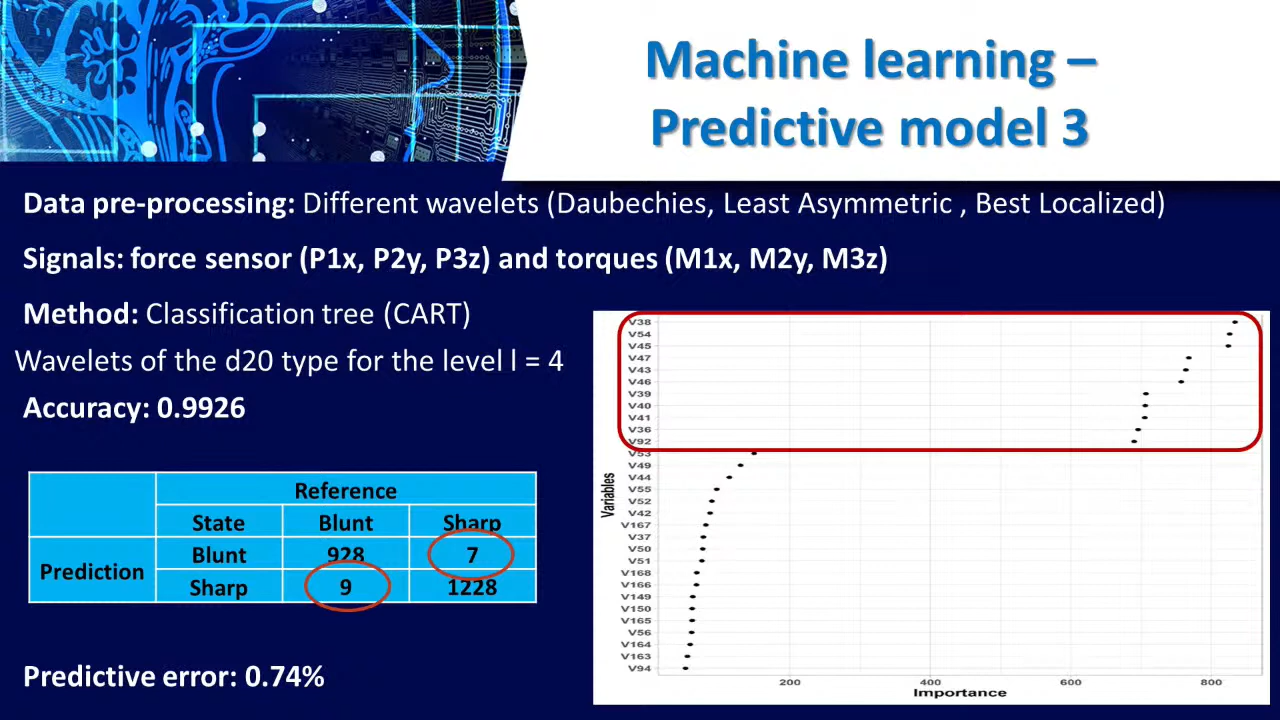 Machine learning –
Predictive model 3
Data pre-processing: Different wavelets (Daubechies, Least Asymmetric , Best Localized)
Signals: force sensor (P1x, P2y, P3z) and torques (M1x, M2y, M3z)
Method: Classification tree (CART)
Wavelets of the d20 type for the level l = 4
Accuracy: 0.9926
Reference
State Blunt Sharp
Prediction
Blunt 928 7
Sharp 9 1228
Predictive error: 0.74%
Variables
V38
V54
V45
V47
V43
V46
V39
V40
V41
V36
V92
V53
V49
V44
V55
V52
V42
V167
V37
V50
V51
V168
V166
V149
V150
V165
V56
V164
V163
V94
200 400 600 800
Importance